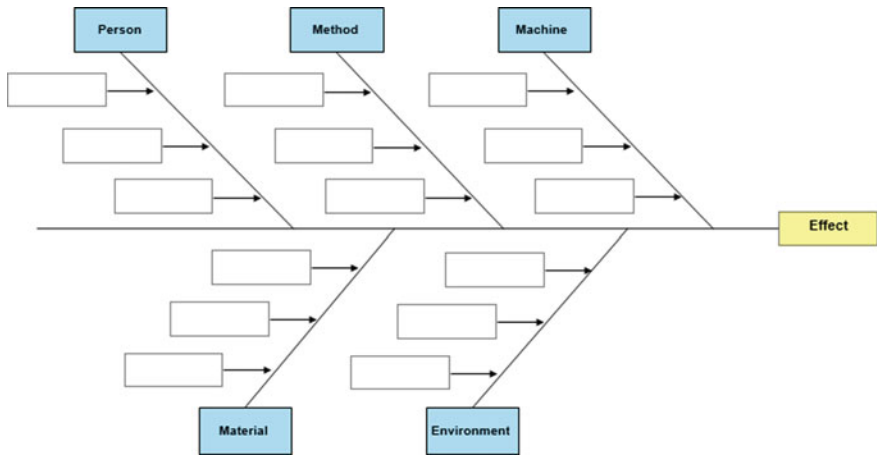 Person
Method
Machine
Effect
Material
Environment